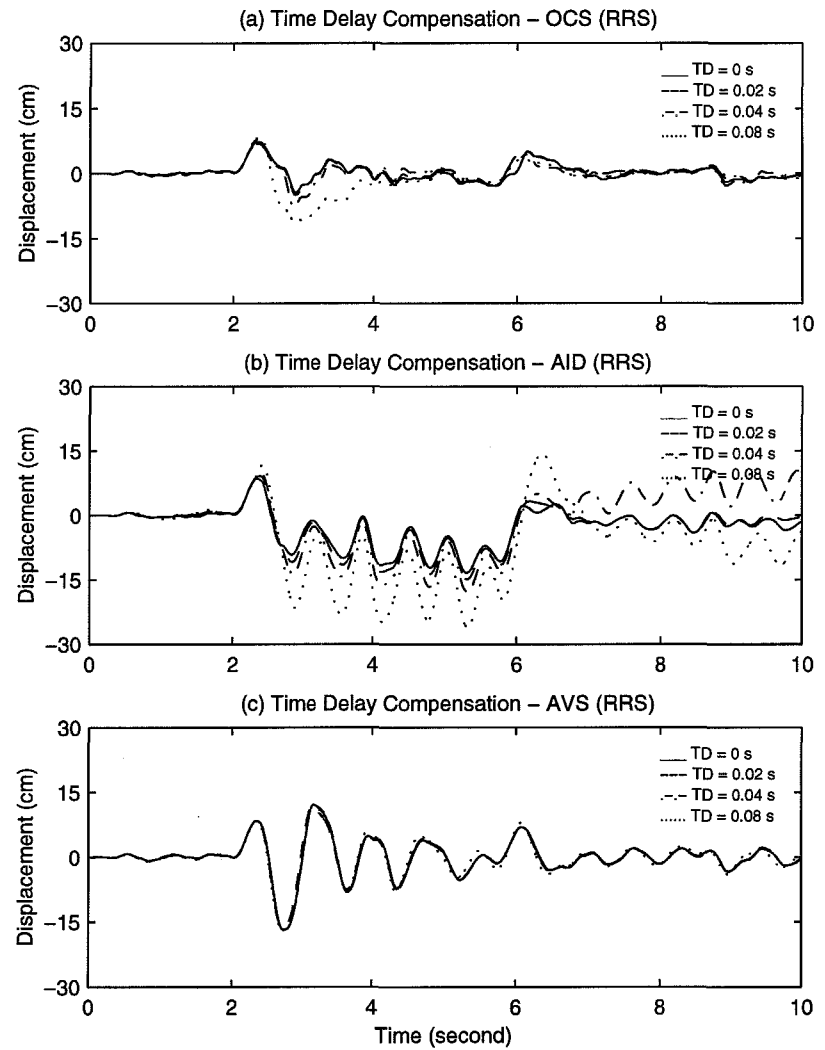 (a) Time Delay Compensation – OCS (RRS)
30
15
0
−15
−30
Displacement (cm)
TD = 0 s
TD = 0.02 s
TD = 0.04 s
TD = 0.08 s
0 2 4 6 8 10
(b) Time Delay Compensation – AID (RRS)
30
15
0
−15
−30
Displacement (cm)
TD = 0 s
TD = 0.02 s
TD = 0.04 s
TD = 0.08 s
0 2 4 6 8 10
(c) Time Delay Compensation – AVS (RRS)
30
15
0
−15
−30
Displacement (cm)
TD = 0 s
TD = 0.02 s
TD = 0.04 s
TD = 0.08 s
0 2 4 6 8 10
Time (second)